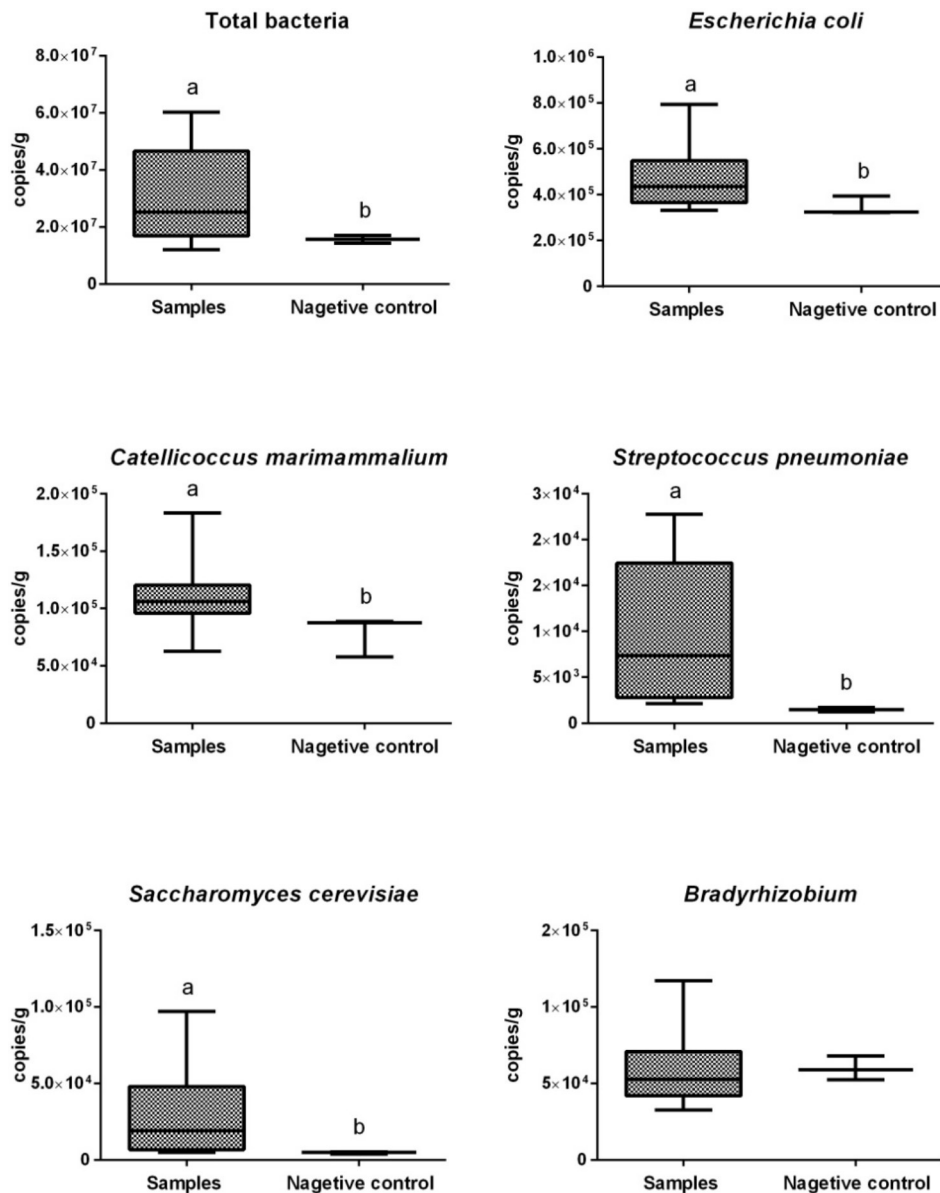 Total bacteria
8.0×10⁷
6.0×10⁷
4.0×10⁷
2.0×10⁷
0
copies/g
a
b
Samples
Nagetive control
Escherichia coli
1.0×10⁶
8.0×10⁵
6.0×10⁵
4.0×10⁵
2.0×10⁵
0
copies/g
a
b
Samples
Nagetive control
Catellicoccus marimammalium
2.0×10⁵
1.5×10⁵
1.0×10⁵
5.0×10⁴
0
copies/g
a
b
Samples
Nagetive control
Streptococcus pneumoniae
3×10⁴
2×10⁴
2×10⁴
1×10⁴
5×10³
0
copies/g
a
b
Samples
Nagetive control
Saccharomyces cerevisiae
1.5×10⁵
1.0×10⁵
5.0×10⁴
0
copies/g
a
b
Samples
Nagetive control
Bradyrhizobium
2×10⁵
1×10⁵
5×10⁴
0
copies/g
Samples
Nagetive control